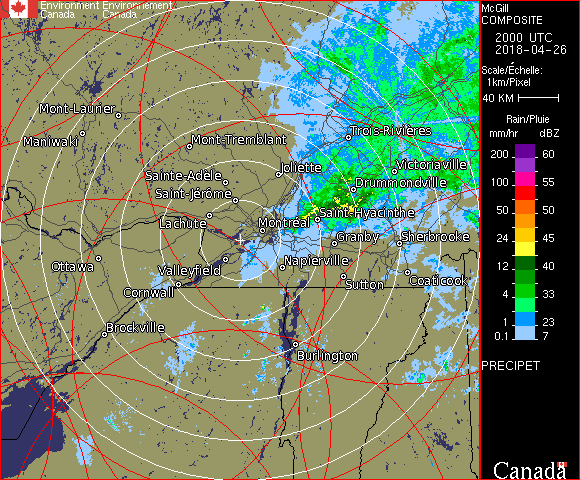 Environment Environnement
Canada Canada
McGill
COMPOSITE
2000 UTC
2018-04-26
Scale/Échelle:
1km/Pixel
40 KM
Rain/Pluie
mm/hr dBZ
200 60
100 55
50 50
24 45
12 40
4 33
1 23
0.1 7
PRECIPET
Canada
Mont-Laurier
Maniwaki
Mont-Tremblant
Trois-Rivières
Sainte-Adèle
Joliette
Victoriaville
Saint-Jérôme
Drummondville
Lachute
Montréal
Saint-Hyacinthe
Granby
Sherbrooke
Ottawa
Valleyfield
Napierville
Cornwall
Sutton
Coaticook
Brockville
Burlington